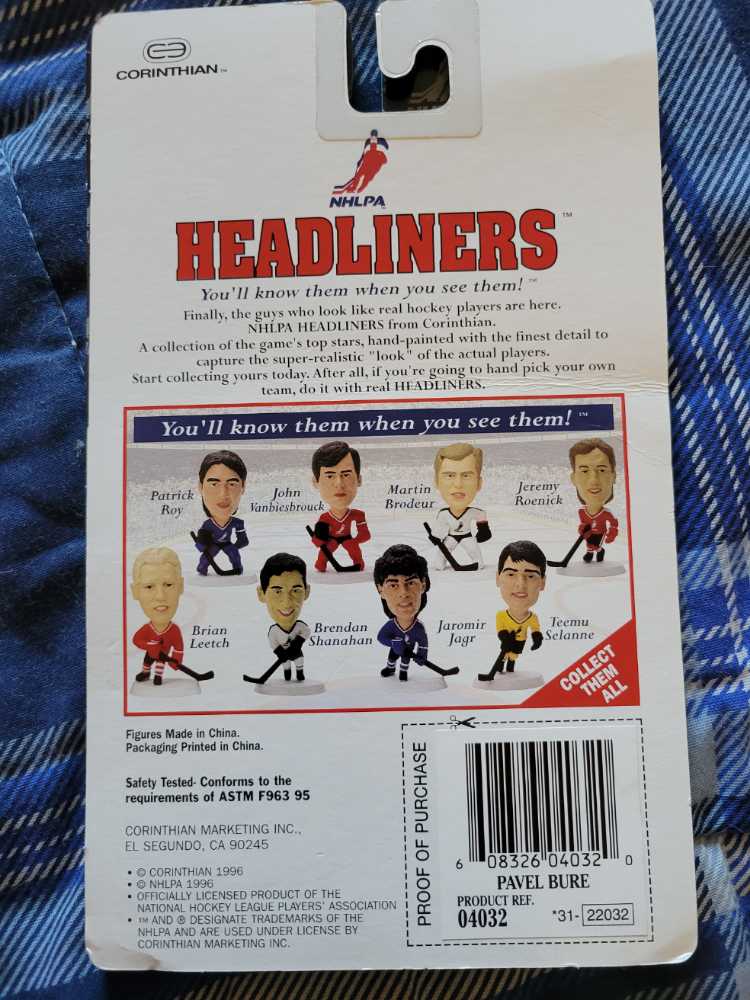 CORINTHIAN™
NHLPA
HEADLINERS™
You'll know them when you see them!™
Finally, the guys who look like real hockey players are here.
NHLPA HEADLINERS from Corinthian.
A collection of the game's top stars, hand-painted with the finest detail to
capture the super-realistic "look" of the actual players.
Start collecting yours today. After all, if you're going to hand pick your own
team, do it with real HEADLINERS.
You'll know them when you see them!™
Patrick
Roy
John
Vanbiesbrouck
Martin
Brodeur
Jeremy
Roenick
Brian
Leetch
Brendan
Shanahan
Jaromir
Jagr
Teemu
Selanne
COLLECT
THEM
ALL
Figures Made in China.
Packaging Printed in China.
Safety Tested- Conforms to the
requirements of ASTM F963 95
CORINTHIAN MARKETING INC.,
EL SEGUNDO, CA 90245
• © CORINTHIAN 1996
• © NHLPA 1996
• OFFICIALLY LICENSED PRODUCT OF THE
NATIONAL HOCKEY LEAGUE PLAYERS' ASSOCIATION
• ™ AND ® DESIGNATE TRADEMARKS OF THE
NHLPA AND ARE USED UNDER LICENSE BY
CORINTHIAN MARKETING INC.
PROOF OF PURCHASE
6 08326 04032 0
PAVEL BURE
PRODUCT REF.
04032 *31- 22032